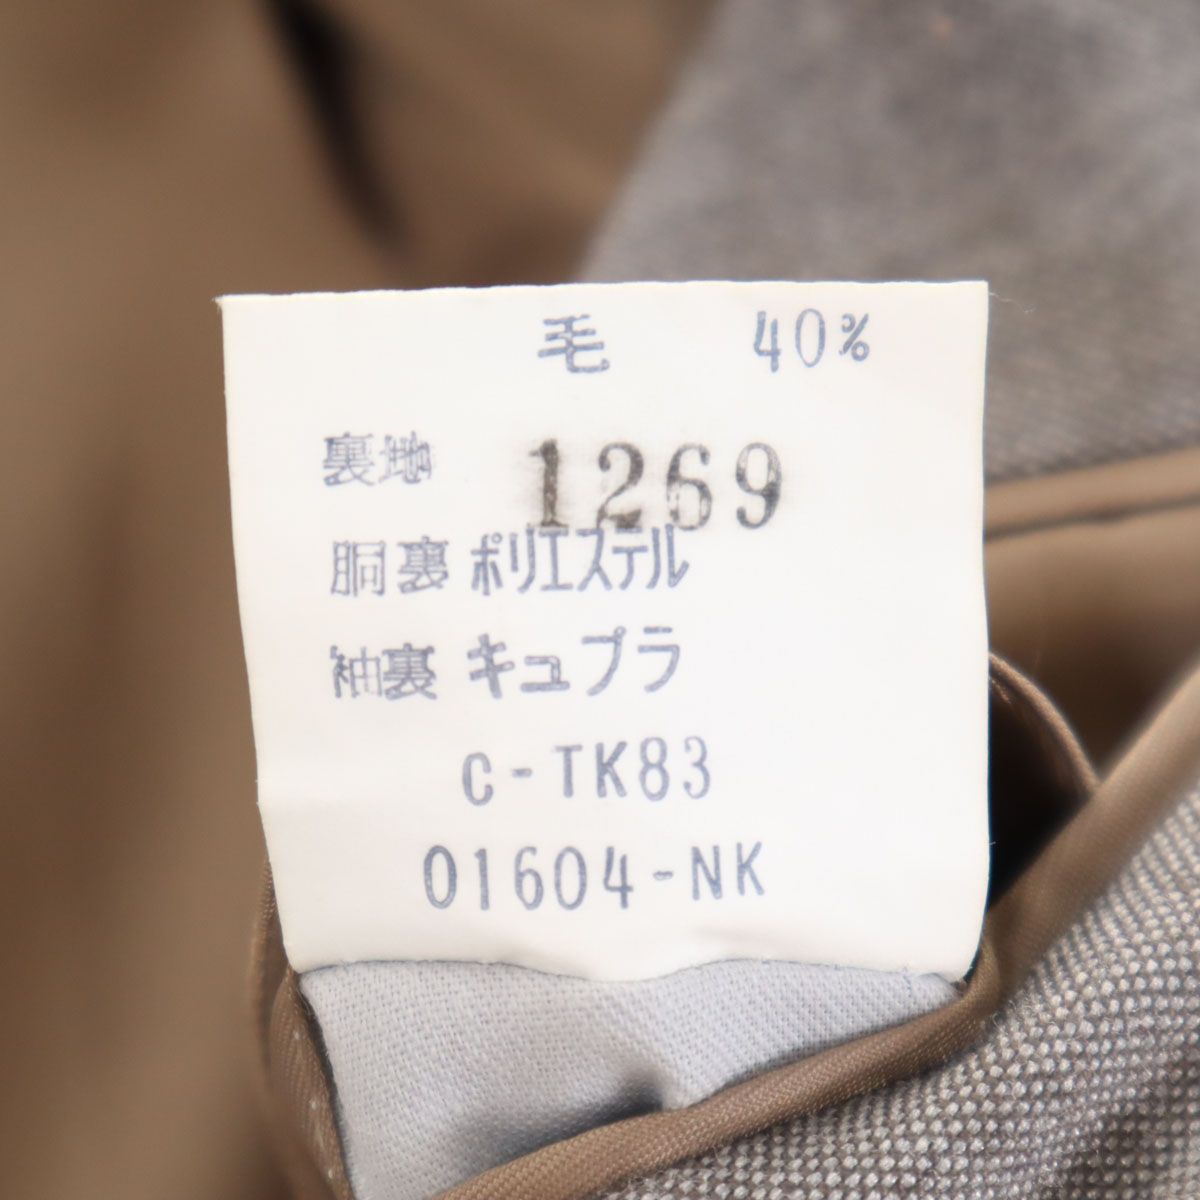 毛 40%
裏地 1269
胴裏 ポリエステル
袖裏 キュプラ
C-TK83
01604-NK